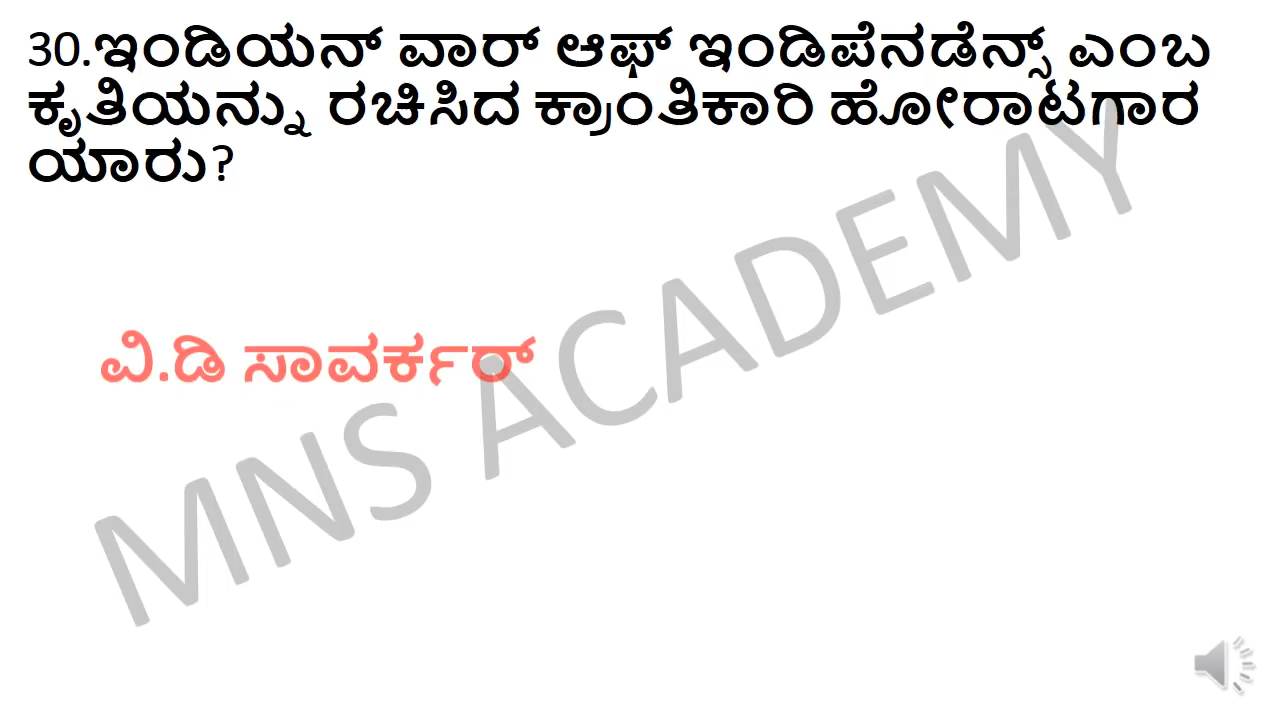 30.ಇಂಡಿಯನ್ ವಾರ್ ಆಫ್ ಇಂಡಿಪೆನಡೆನ್ಸ್ ಎಂಬ
ಕೃತಿಯನ್ನು ರಚಿಸಿದ ಕ್ರಾಂತಿಕಾರಿ ಹೋರಾಟಗಾರ
ಯಾರು?
ವಿ.ಡಿ ಸಾವರ್ಕರ್
MNS ACADEMY